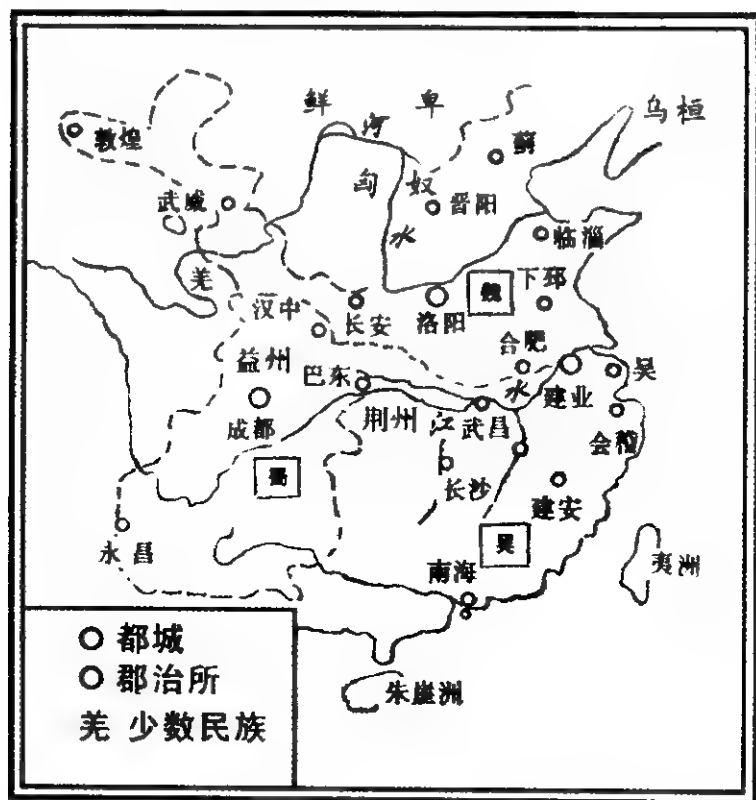 鲜卑
乌桓
河
蓟
敦煌
匈奴
武威
晋阳
水
临淄
羌
魏
下邳
汉中
长安
洛阳
合肥
益州
巴东
水
建业
吴
成都
荆州
江
武昌
会稽
蜀
长沙
建安
永昌
吴
南海
夷洲
朱崖洲
都城
郡治所
羌 少数民族